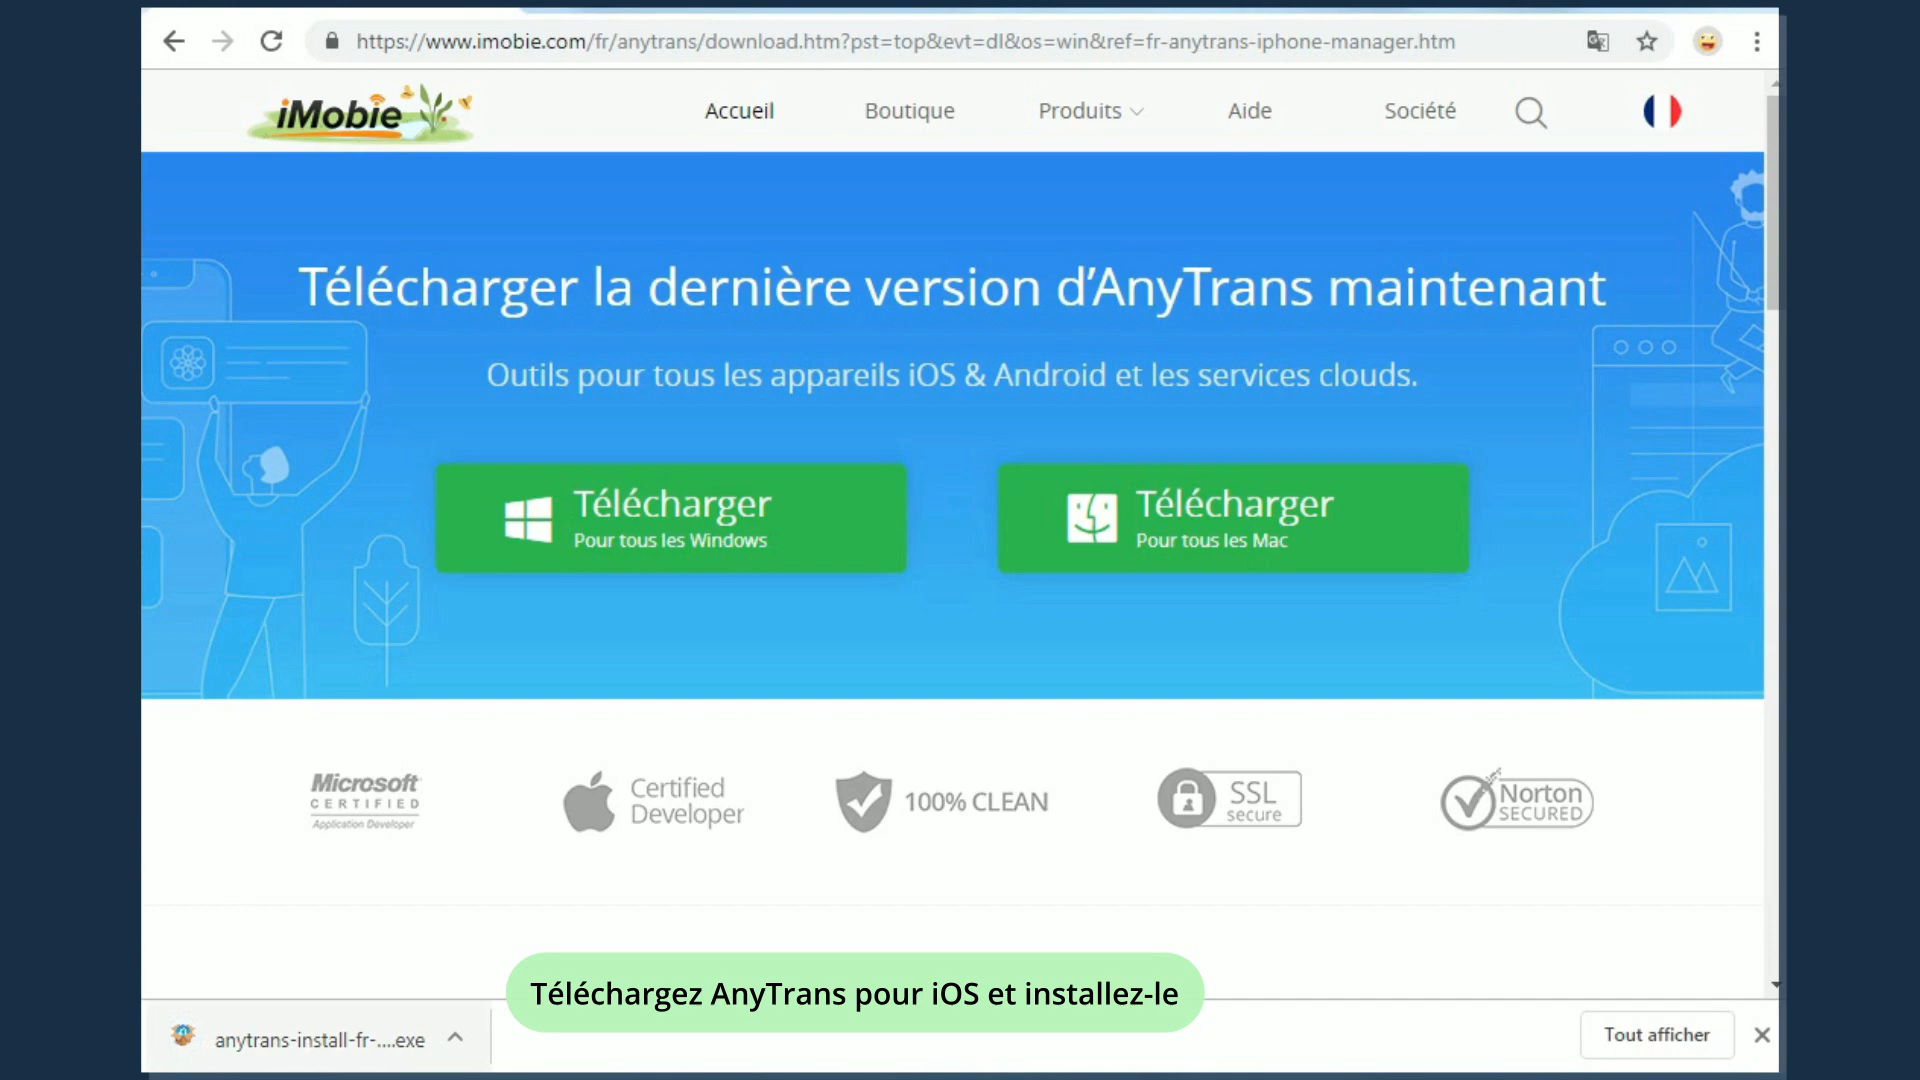 https://www.imobie.com/fr/anytrans/download.htm?pst=top&evt=dl&os=win&ref=fr-anytrans-iphone-manager.htm
iMobie
Accueil
Boutique
Produits
Aide
Société
Télécharger la dernière version d'AnyTrans maintenant
Outils pour tous les appareils iOS & Android et les services clouds.
Télécharger
Pour tous les Windows
Télécharger
Pour tous les Mac
Microsoft
CERTIFIED
Application Developer
Certified
Developer
100% CLEAN
SSL
secure
Norton
SECURED
Téléchargez AnyTrans pour iOS et installez-le
anytrans-install-fr-....exe
Tout afficher